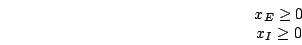 x_E ≥ 0
x_I ≥ 0